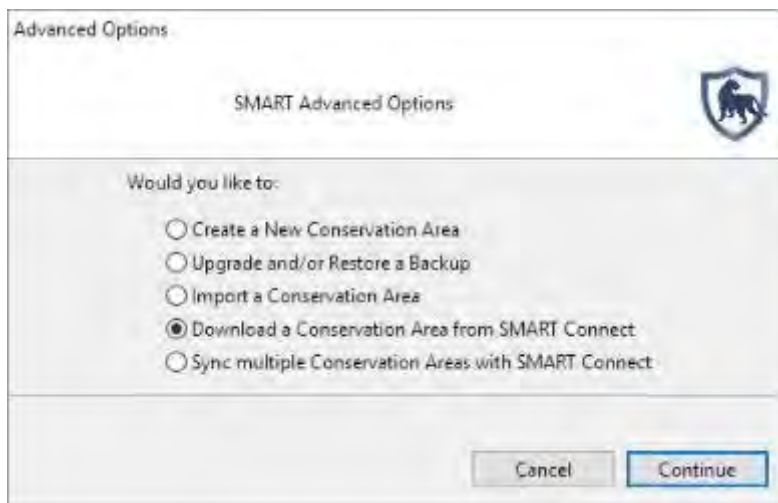 Advanced Options
SMART Advanced Options
Would you like to:
Create a New Conservation Area
Upgrade and/or Restore a Backup
Import a Conservation Area
Download a Conservation Area from SMART Connect
Sync multiple Conservation Areas with SMART Connect
Cancel Continue